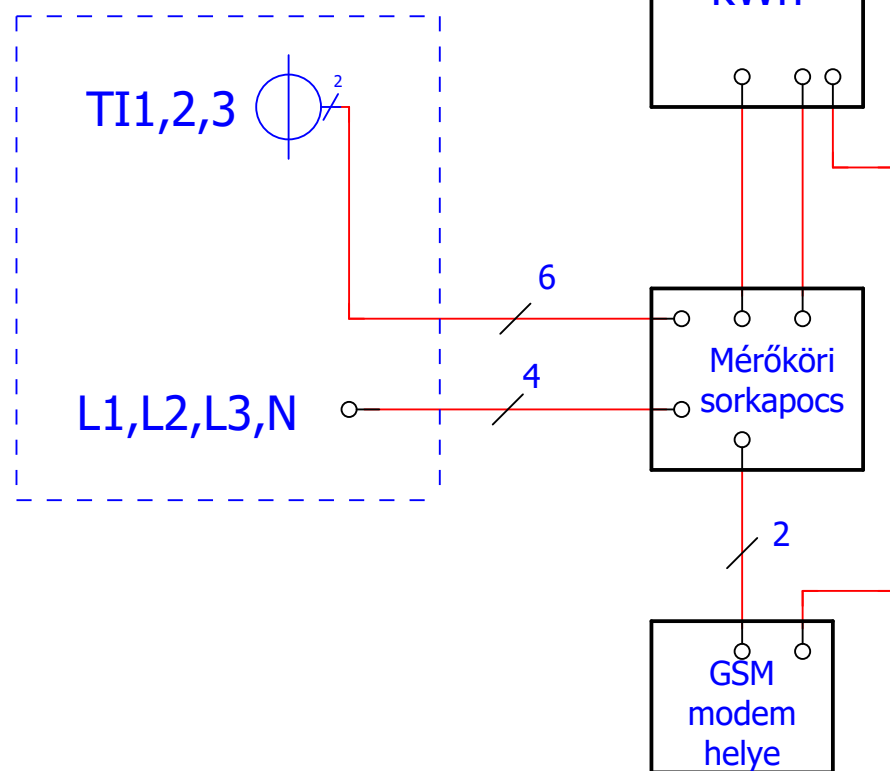 TI1,2,3
2
6
Mérőköri
sorkapocs
4
L1,L2,L3,N
2
GSM
modem
helye